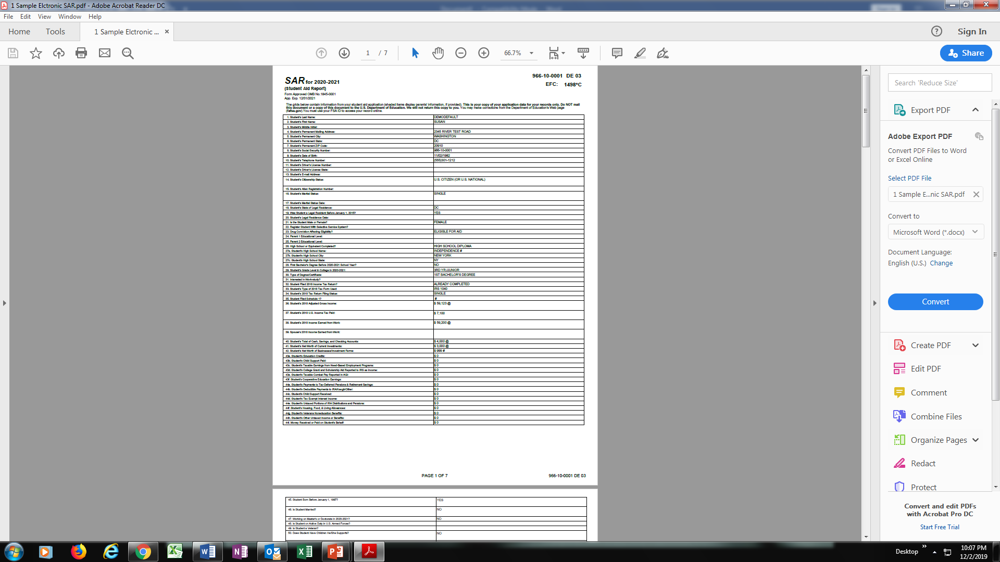 1 Sample Elctronic SAR.pdf - Adobe Acrobat Reader DC
File Edit View Window Help
Home Tools 1 Sample Elctronic ... × Sign In
1 / 7 66.7% Share
SAR for 2020-2021
(Student Aid Report)
Form Approved OMB No.1845-0001
App. Exp. 12/31/2021
966-10-0001 DE 03
EFC: 1498*C
The grids below contain information from your student aid application (shaded items display parents' information, if provided). This is your copy of your application data for your records only. Do NOT mail
this document or a copy of this document to the U.S. Department of Education. We will not return this copy to you. You may make corrections from the Department of Education's Web page
(fafsa.gov).You must use your FSA ID to access your record online.
1. Student's Last Name: DEMODEFAULT
2. Student's First Name: SUSAN
3. Student's Middle Initial:
4. Student's Permanent Mailing Address: 2345 RIVER TEST ROAD
5. Student's Permanent City: WASHINGTON
6. Student's Permanent State: DC
7. Student's Permanent ZIP Code: 20910
8. Student's Social Security Number: 966-10-0001
9. Student's Date of Birth: 11/02/1982
10. Student's Telephone Number: (555)301-1212
11. Student's Driver's License Number:
12. Student's Driver's License State:
13. Student's E-mail Address:
14. Student's Citizenship Status: U.S. CITIZEN (OR U.S. NATIONAL)
15. Student's Alien Registration Number:
16. Student's Marital Status: SINGLE
17. Student's Marital Status Date:
18. Student's State of Legal Residence: DC
19. Was Student a Legal Resident Before January 1, 2015? YES
20. Student's Legal Residence Date:
21. Is the Student Male or Female? FEMALE
22. Register Student With Selective Service System?
23. Drug Conviction Affecting Eligibility? ELIGIBLE FOR AID
24. Parent 1 Educational Level:
25. Parent 2 Educational Level:
26. High School or Equivalent Completed? HIGH SCHOOL DIPLOMA
27a. Student's High School Name: INDEPENDENCE #
27b. Student's High School City: NEW YORK
27c. Student's High School State: NY
28. First Bachelor's Degree Before 2020-2021 School Year? NO
29. Student's Grade Level in College in 2020-2021: 3RD YR./JUNIOR
30. Type of Degree/Certificate: 1ST BACHELOR'S DEGREE
31. Interested in Work-study?
32. Student Filed 2018 Income Tax Return? ALREADY COMPLETED
33. Student's Type of 2018 Tax Form Used: IRS 1040
34. Student's 2018 Tax Return Filing Status: SINGLE
35. Student Filed Schedule 1? #
36. Student's 2018 Adjusted Gross Income: $ 59,123 @
37. Student's 2018 U.S. Income Tax Paid: $ 7,100
38. Student's 2018 Income Earned from Work: $ 59,200 @
39. Spouse's 2018 Income Earned from Work:
40. Student's Total of Cash, Savings, and Checking Accounts: $ 4,000 @
41. Student's Net Worth of Current Investments: $ 3,000 @
42. Student's Net Worth of Businesses/Investment Farms: $ 999 #
43a. Student's Education Credits: $ 0
43b. Student's Child Support Paid: $ 0
43c. Student's Taxable Earnings from Need-Based Employment Programs: $ 0
43d. Student's College Grant and Scholarship Aid Reported to IRS as Income: $ 0
43e. Student's Taxable Combat Pay Reported in AGI: $ 0
43f. Student's Cooperative Education Earnings: $ 0
44a. Student's Payments to Tax-Deferred Pensions & Retirement Savings: $ 0
44b. Student's Deductible Payments to IRA/Keogh/Other: $ 0
44c. Student's Child Support Received: $ 0
44d. Student's Tax Exempt Interest Income: $ 0
44e. Student's Untaxed Portions of IRA Distributions and Pensions: $ 0
44f. Student's Housing, Food, & Living Allowances: $ 0
44g. Student's Veterans Noneducation Benefits: $ 0
44h. Student's Other Untaxed Income or Benefits: $ 0
44i. Money Received or Paid on Student's Behalf: $ 0
PAGE 1 OF 7 966-10-0001 DE 03
45. Student Born Before January 1, 1997? YES
46. Is Student Married? NO
47. Working on Master's or Doctorate in 2020-2021? NO
48. Is Student on Active Duty in U.S. Armed Forces?
49. Is Student a Veteran?
50. Does Student Have Children He/She Supports? NO
Search 'Reduce Size'
Export PDF
Adobe Export PDF
Convert PDF Files to Word
or Excel Online
Select PDF File
1 Sample E...nic SAR.pdf
Convert to
Microsoft Word (*.docx)
Document Language:
English (U.S.) Change
Convert
Create PDF
Edit PDF
Comment
Combine Files
Organize Pages
Redact
Protect
Convert and edit PDFs
with Acrobat Pro DC
Start Free Trial
Desktop
10:07 PM
12/2/2019